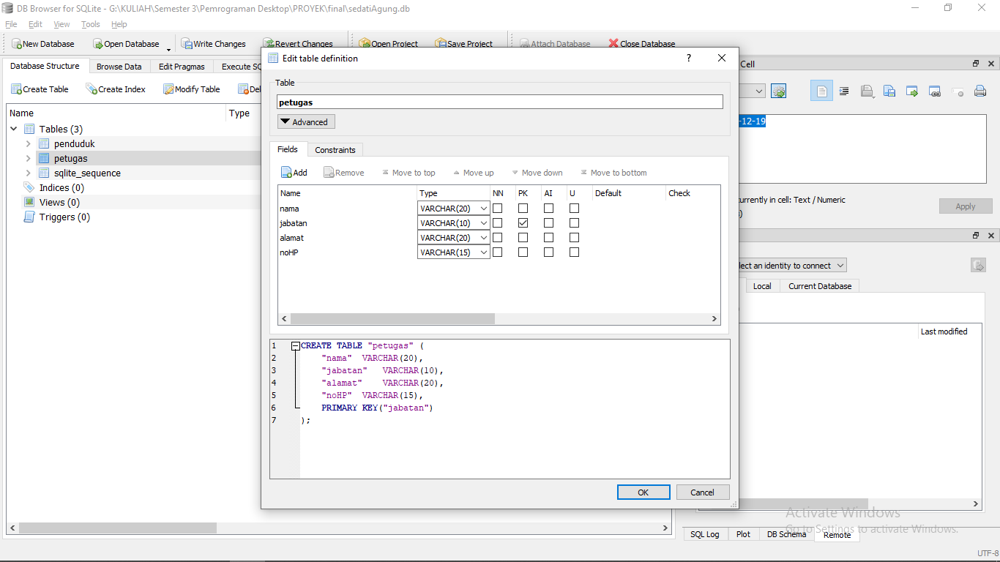 DB Browser for SQLite - G:\KULIAH\Semester 3\Pemrograman Desktop\PROYEK\final\sedatiAgung.db
File Edit View Tools Help
New Database Open Database Write Changes Revert Changes Open Project Save Project Attach Database Close Database
Edit table definition ?
Cell
Database Structure Browse Data Edit Pragmas Execute SQ
Create Table Create Index Modify Table Del
Name Type
Tables (3)
penduduk
petugas
sqlite_sequence
Indices (0)
Views (0)
Triggers (0)
Table
petugas
Advanced
Fields Constraints
Add Remove Move to top Move up Move down Move to bottom
Name Type NN PK AI U Default Check
nama VARCHAR(20)
jabatan VARCHAR(10)
alamat VARCHAR(20)
noHP VARCHAR(15)
1 CREATE TABLE "petugas" (
2 "nama" VARCHAR(20),
3 "jabatan" VARCHAR(10),
4 "alamat" VARCHAR(20),
5 "noHP" VARCHAR(15),
6 PRIMARY KEY("jabatan")
7 );
OK Cancel
-12-19
urrently in cell: Text / Numeric
Apply
lect an identity to connect
Local Current Database
Last modified
Activate Windows
Go to Settings to activate Windows.
SQL Log Plot DB Schema Remote
UTF-8